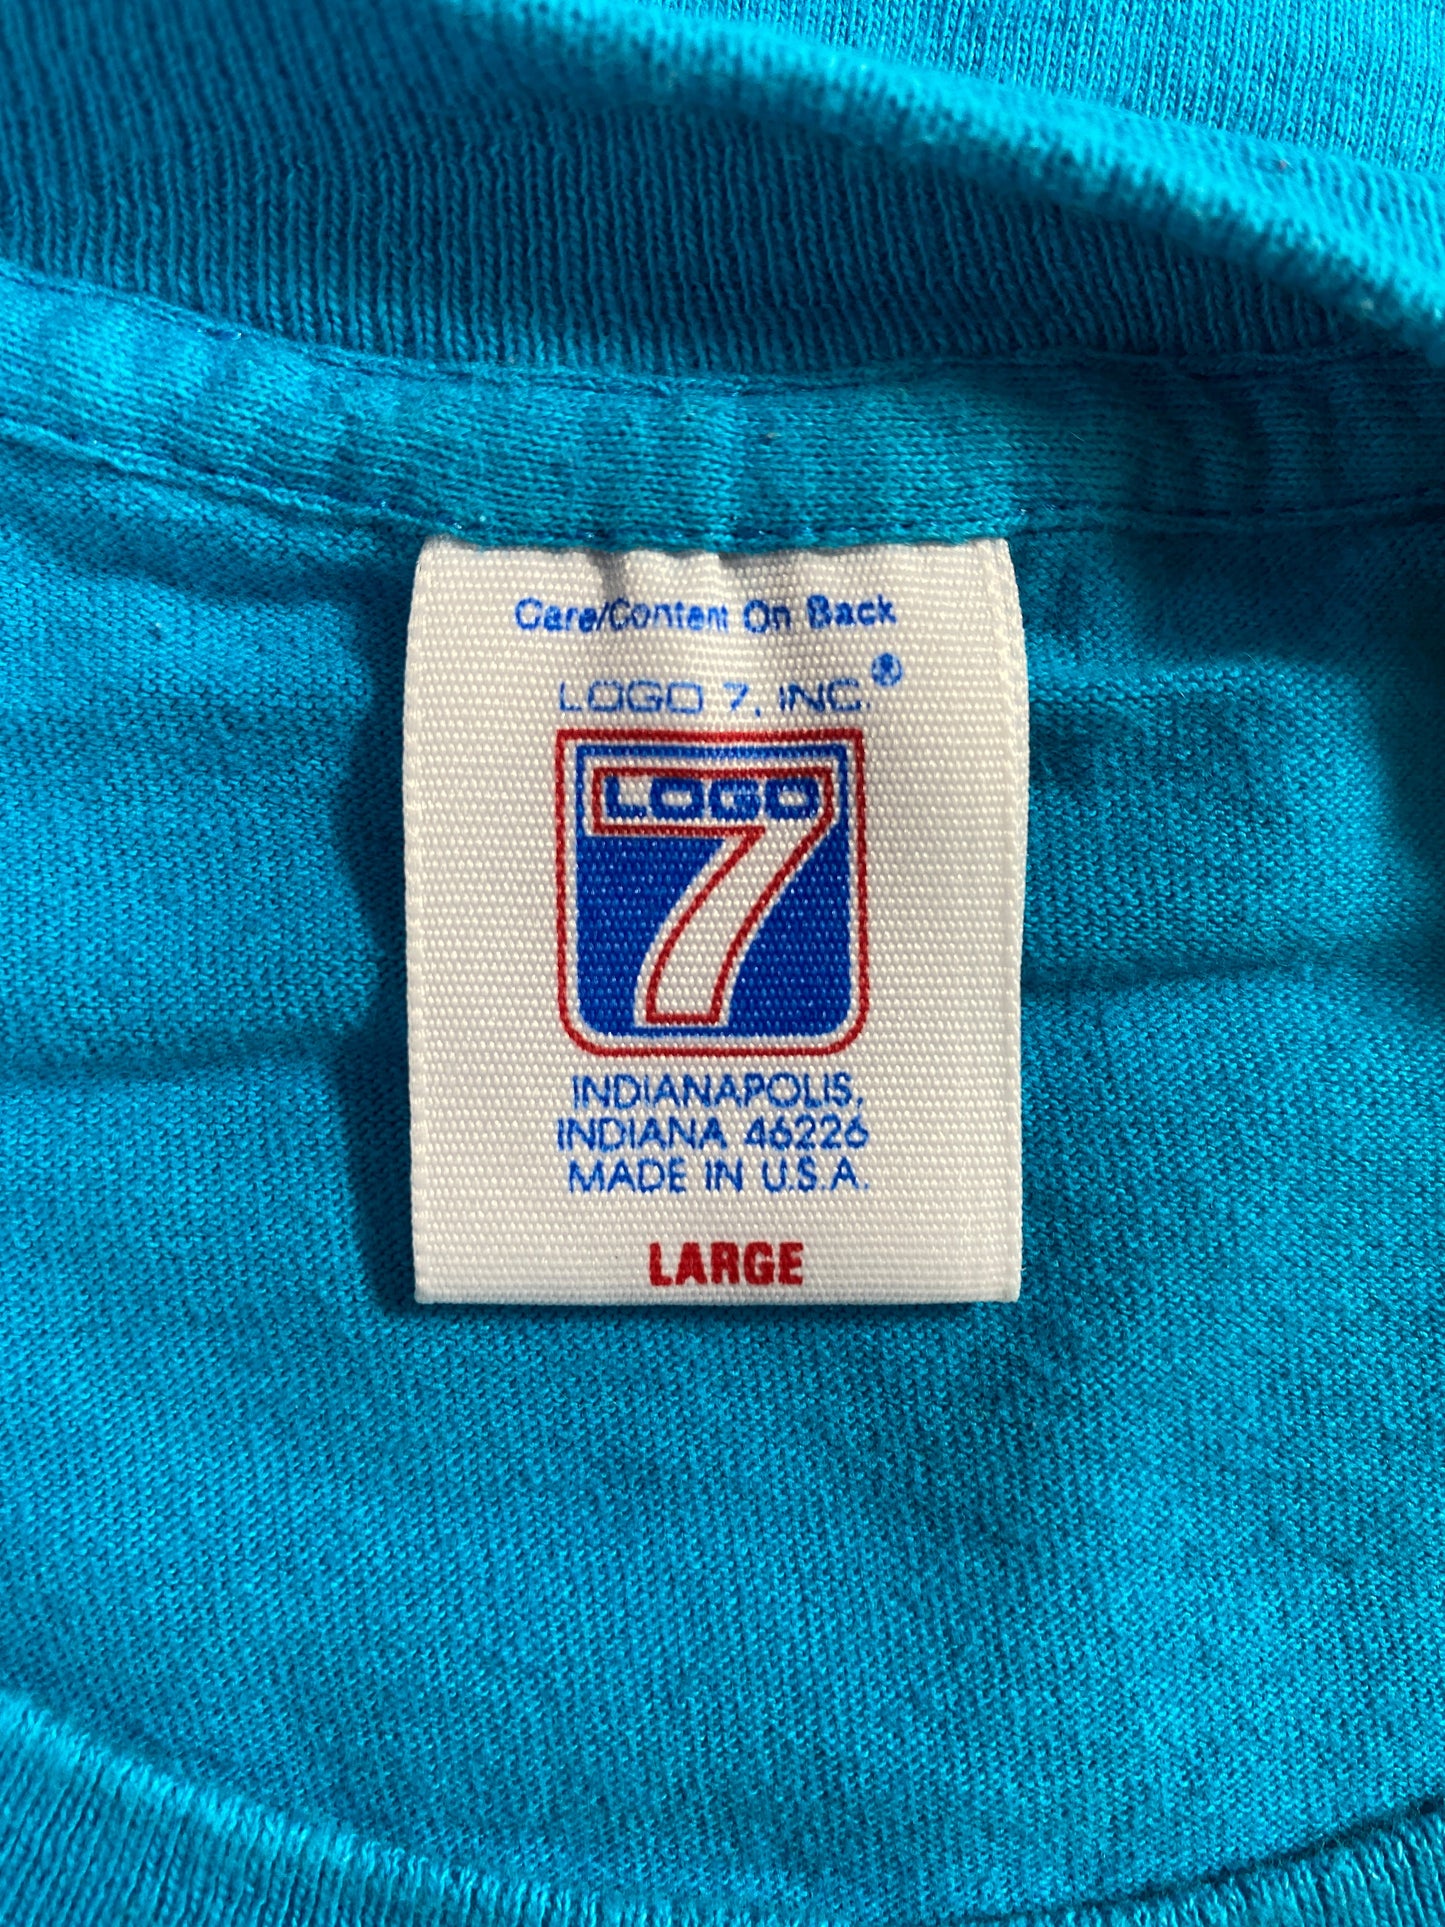 Care/Content On Back
LOGO 7, INC.®
LOGO
7
INDIANAPOLIS,
INDIANA 46226
MADE IN U.S.A.
LARGE